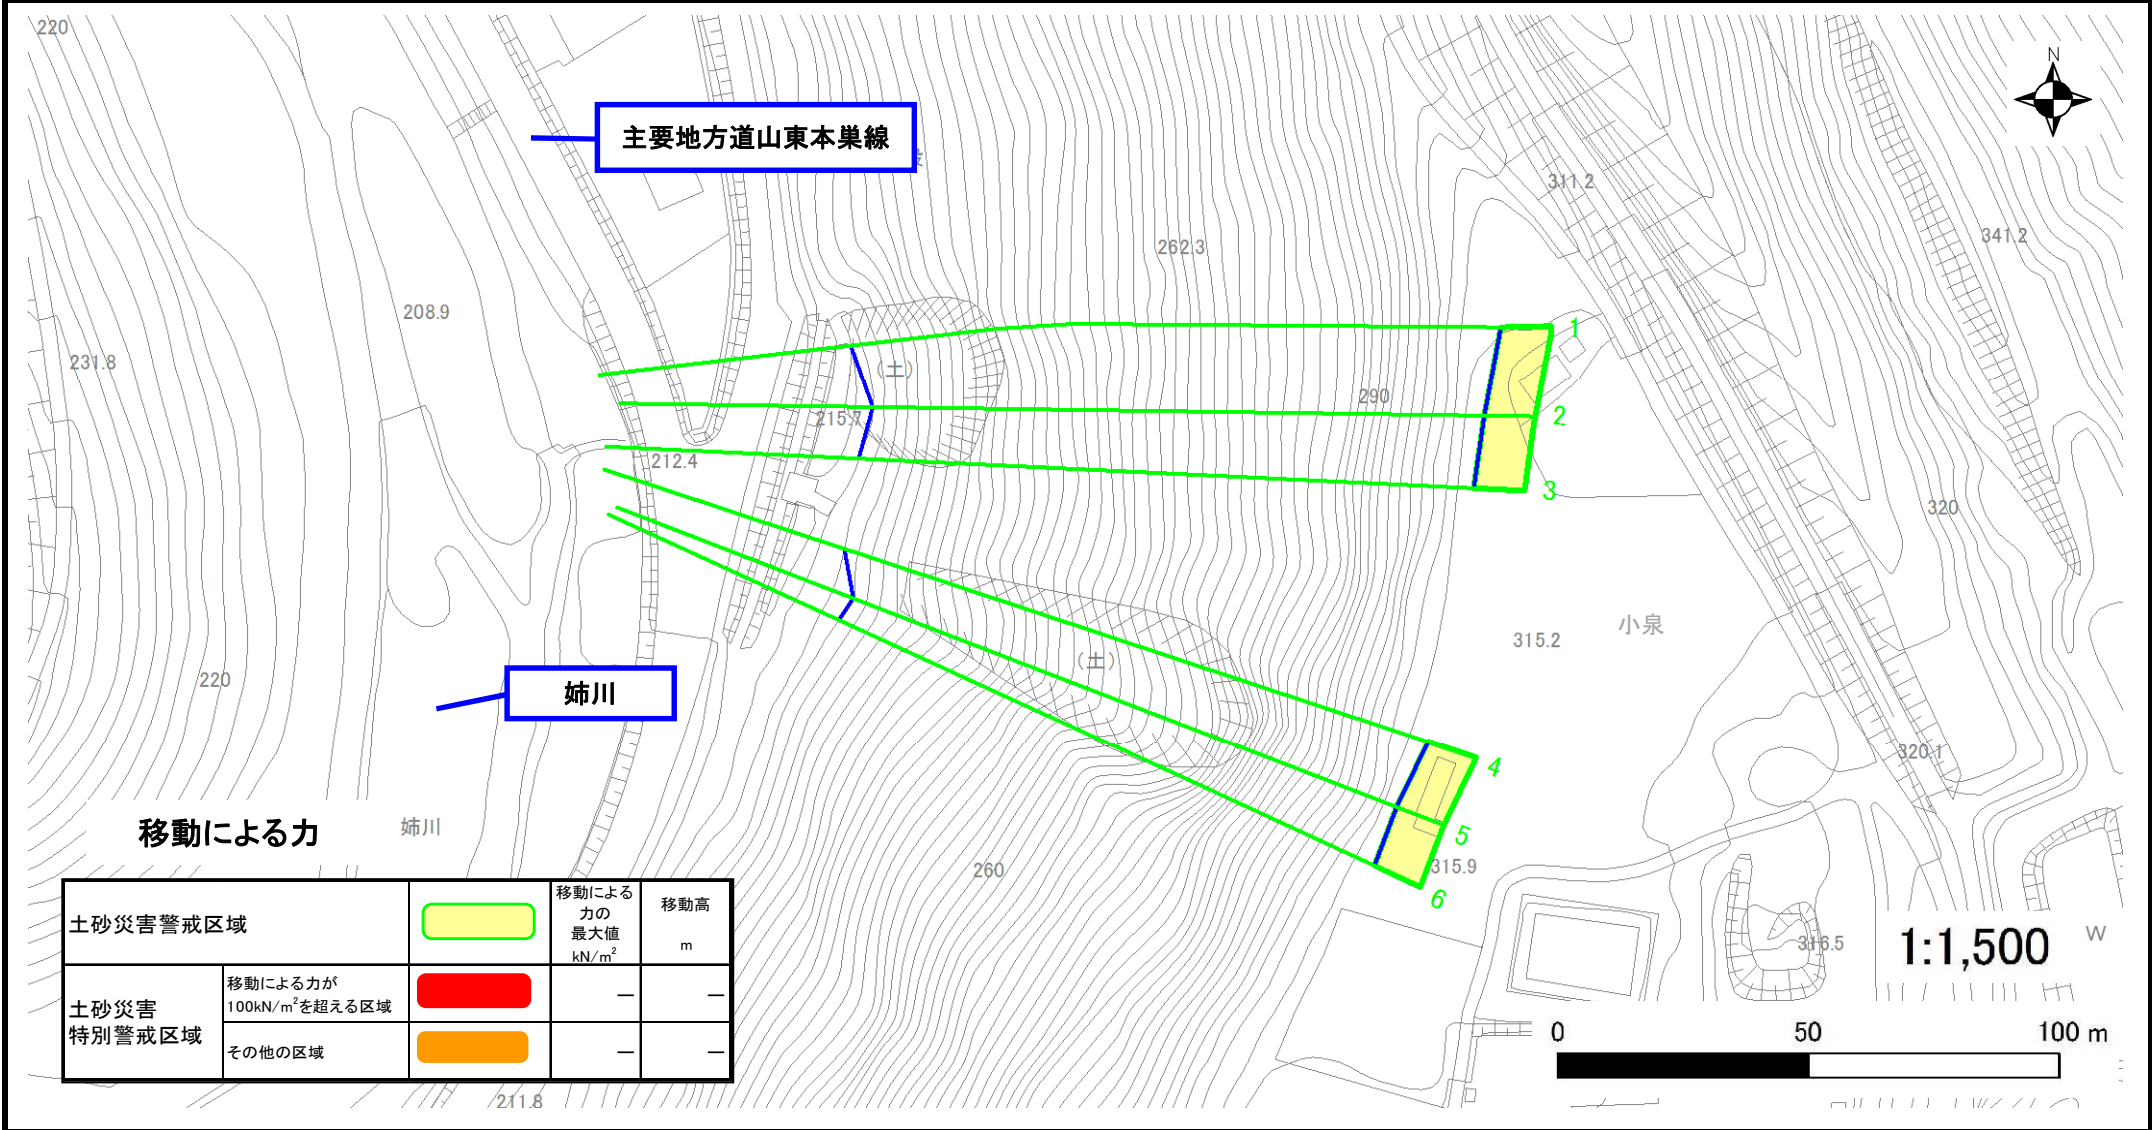 220
N
主要地方道山東本巣線
311.2
262.3
341.2
208.9
231.8
1
(土)
290
2
215.7
212.4
3
320
小泉
315.2
(土)
220
姉川
320.1
4
5
移動による力
姉川
315.9
260
6
土砂災害警戒区域
移動による
力の
最大値
kN/m²
移動高
m
土砂災害
特別警戒区域
移動による力が
100kN/m²を超える区域
―
―
その他の区域
―
―
316.5
1:1,500
W
0 50 100 m
211.8